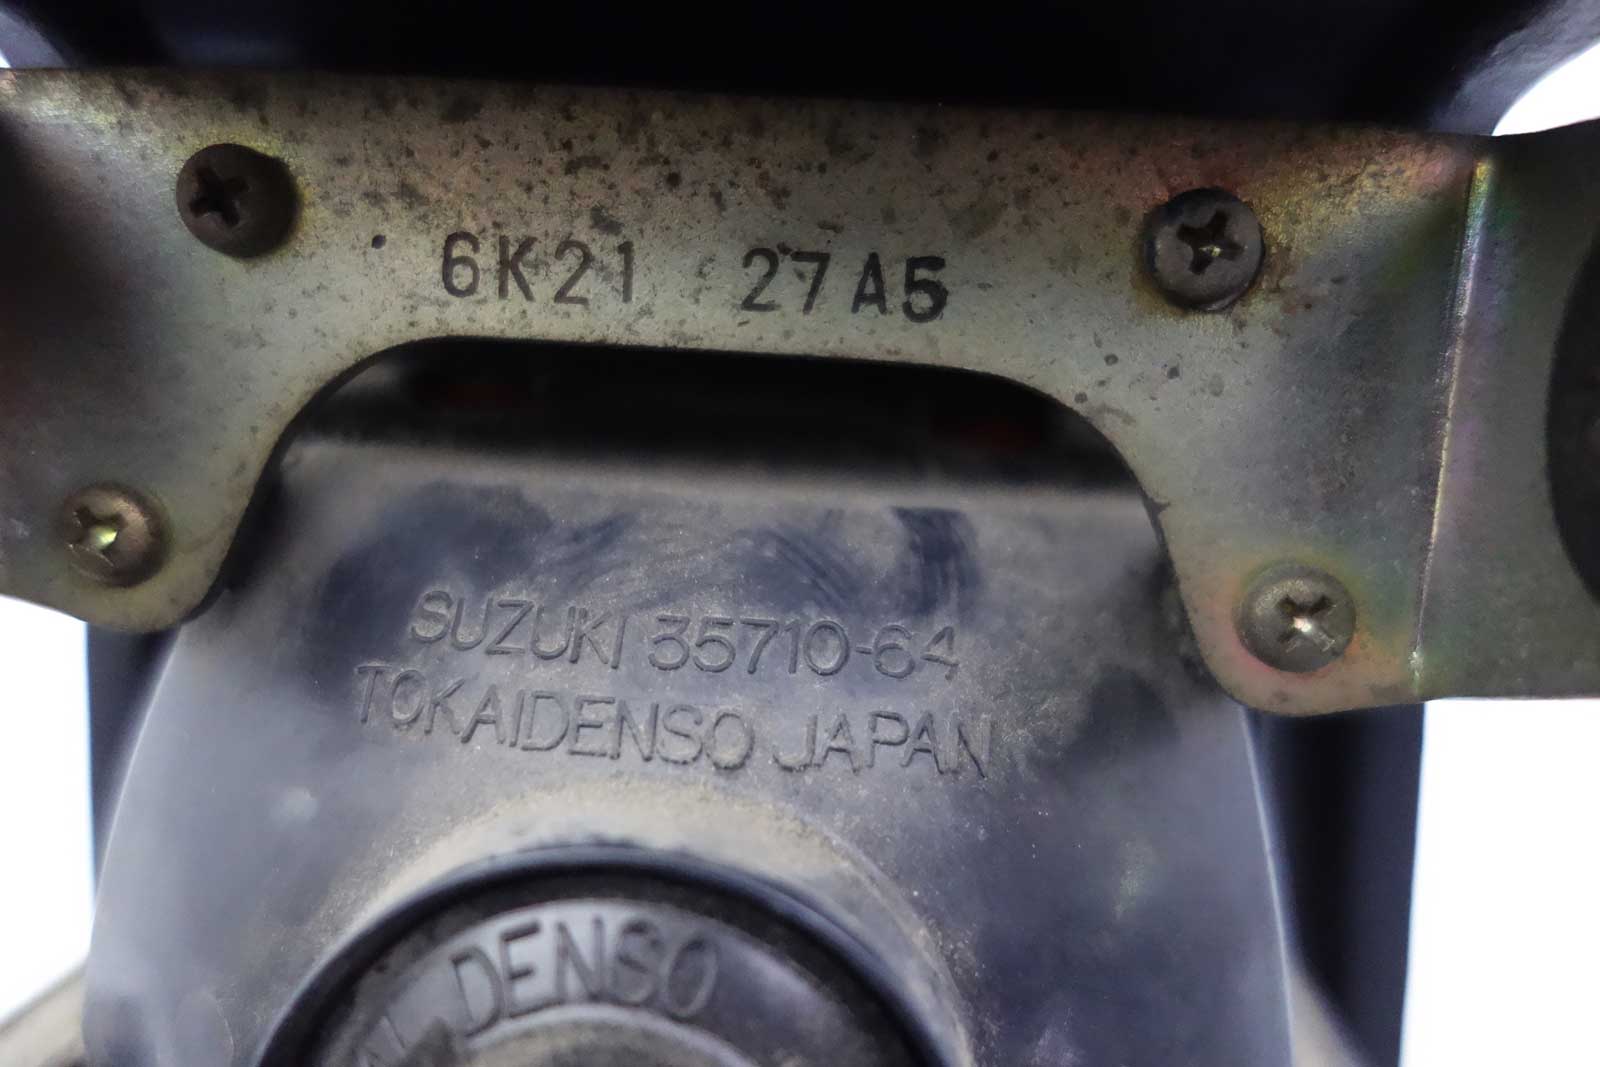 6K21 27A5
SUZUKI 35710-64
TOKAIDENSO JAPAN
DENSO